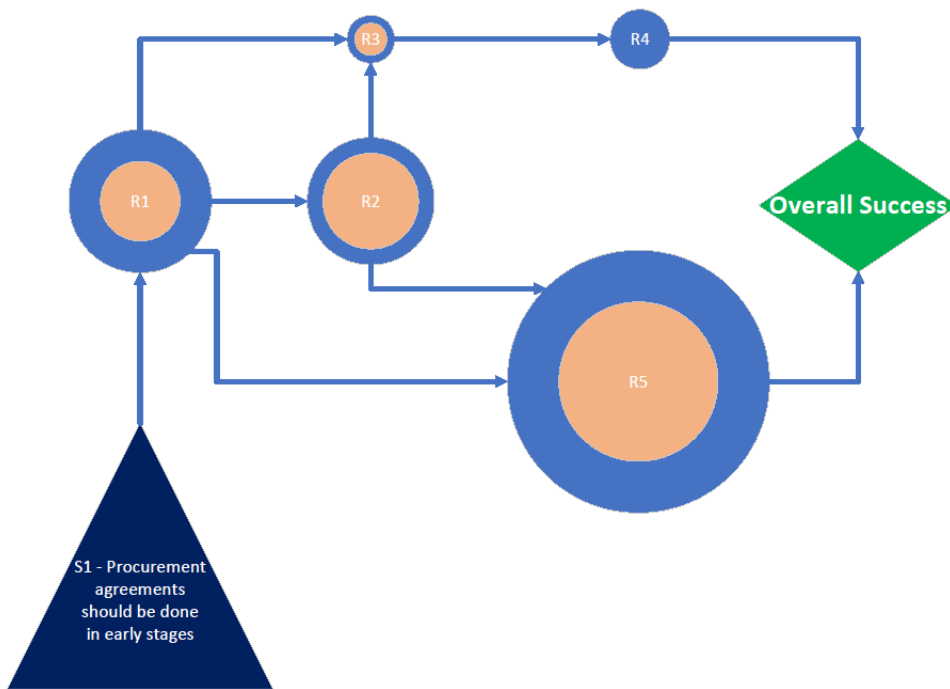 R3
R4
R1
R2
Overall Success
R5
S1 - Procurement
agreements
should be done
in early stages